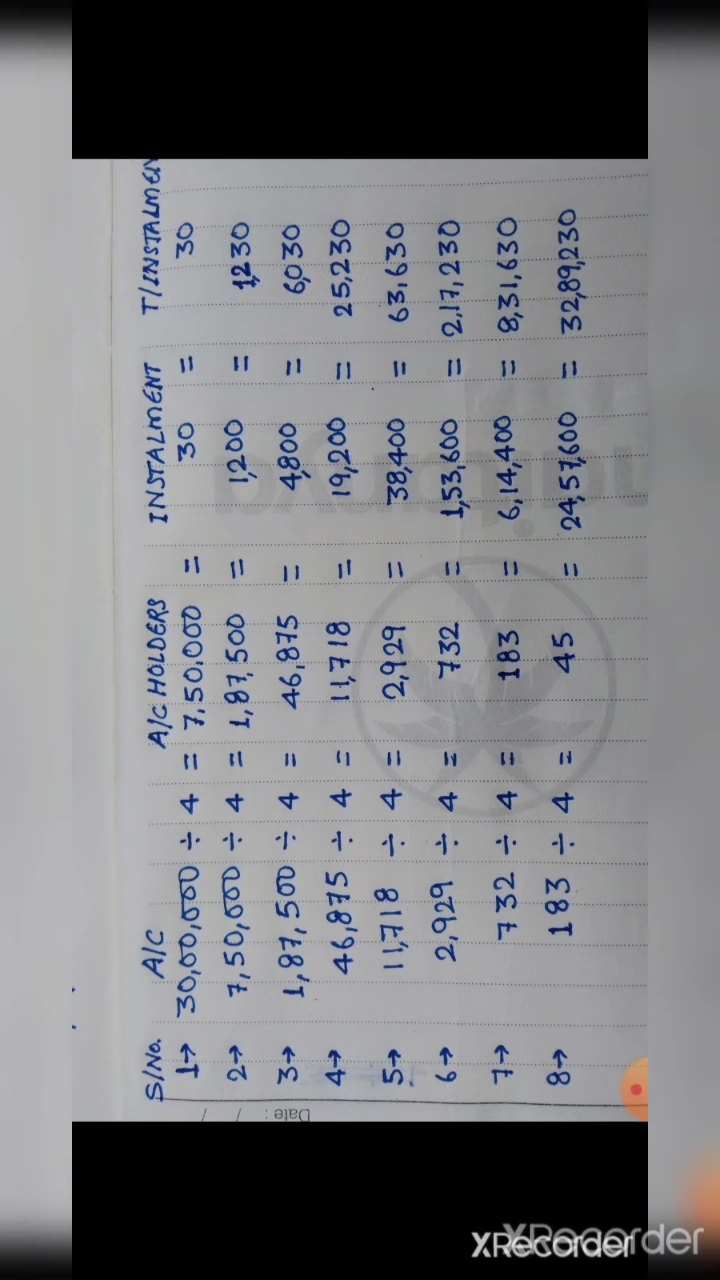 S/No. A/C A/C HOLDERS INSTALMENT T/INSTALMEN
1→ 30,00,000 ÷ 4 = 7,50,000 = 30 = 30
2→ 7,50,000 ÷ 4 = 1,87,500 = 1,200 = 1,230
3→ 1,87,500 ÷ 4 = 46,875 = 4,800 = 6,030
4→ 46,875 ÷ 4 = 11,718 = 19,200 = 25,230
5→ 11,718 ÷ 4 = 2,929 = 38,400 = 63,630
6→ 2,929 ÷ 4 = 732 = 1,53,600 = 2,17,230
7→ 732 ÷ 4 = 183 = 6,14,400 = 8,31,630
8→ 183 ÷ 4 = 45 = 24,57,600 = 32,89,230
Date : / /
XRecorder
XRecorder